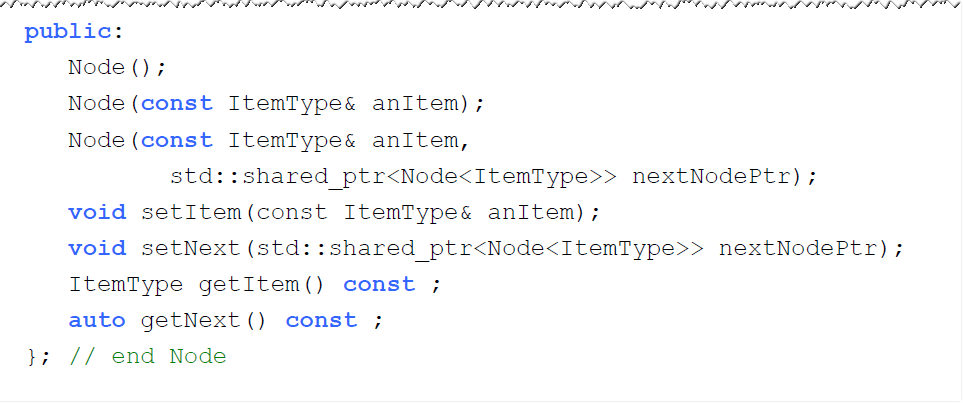 public:
Node();
Node(const ItemType& anItem);
Node(const ItemType& anItem,
std::shared_ptr<Node<ItemType>> nextNodePtr);
void setItem(const ItemType& anItem);
void setNext(std::shared_ptr<Node<ItemType>> nextNodePtr);
ItemType getItem() const ;
auto getNext() const ;
}; // end Node